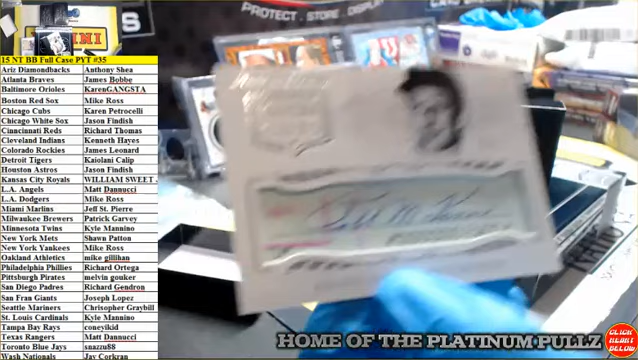 PROTECT . STORE . DISPLAY
PANINI
15 NT BB Full Case PYT #35
Ariz Diamondbacks Anthony Shea
Atlanta Braves James Bobbe
Baltimore Orioles KarenGANGSTA
Boston Red Sox Mike Ross
Chicago Cubs Karen Petrocelli
Chicago White Sox Jason Findish
Cinncinati Reds Richard Thomas
Cleveland Indians Kenneth Hayes
Colorado Rockies James Leonard
Detroit Tigers Kaiolani Calip
Houston Astros Jason Findish
Kansas City Royals WILLIAM SWEET J
L.A. Angels Matt Dannucci
L.A. Dodgers Mike Ross
Miami Marlins Jeff St. Pierre
Milwaukee Brewers Patrick Garvey
Minnesota Twins Kyle Mannino
New York Mets Shawn Patton
New York Yankees Mike Ross
Oakland Athletics mike gillihan
Philadelphia Phillies Richard Ortega
Pittsburgh Pirates melvin gouker
San Diego Padres Richard Gendron
San Fran Giants Joseph Lopez
Seattle Mariners Chirstopher Graybill
St. Louis Cardinals Kyle Mannino
Tampa Bay Rays coneyikid
Texas Rangers Matt Dannucci
Toronto Blue Jays snazzu88
Wash Nationals Jay Corkran
HOME OF THE PLATINUM PULLZ
CLICK
HEART
BELOW